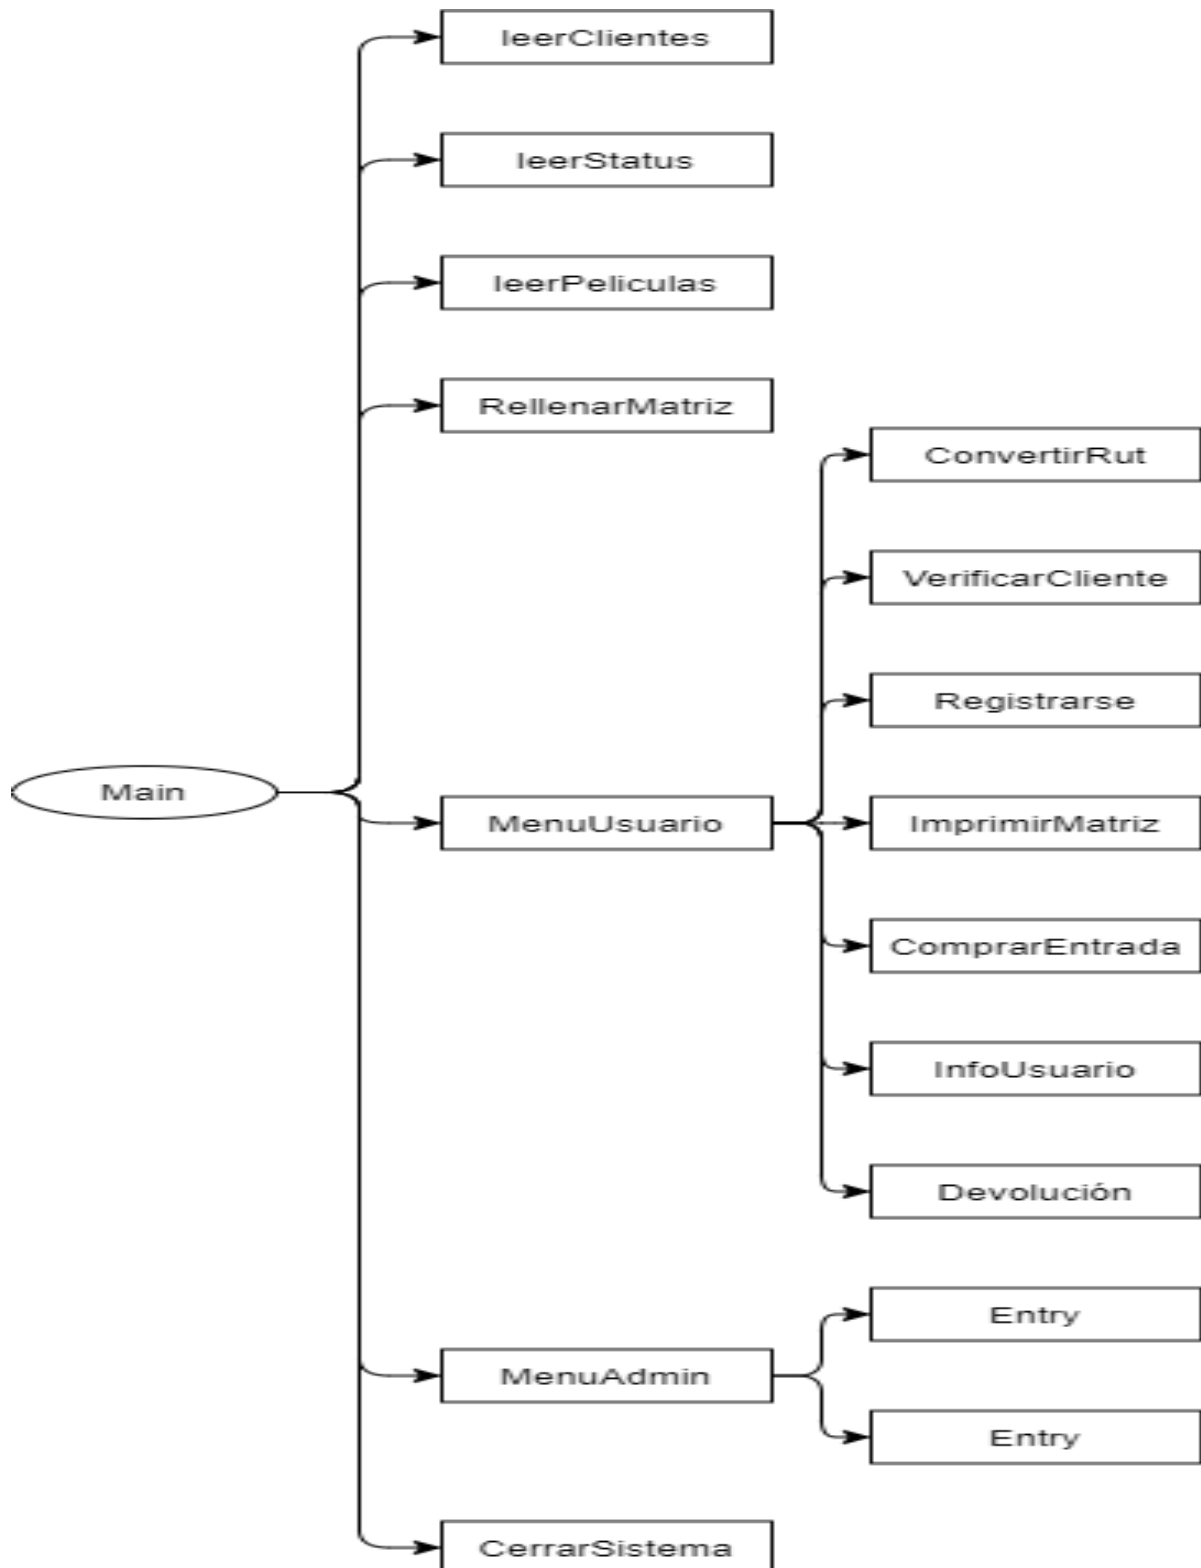 leerClientes
leerStatus
leerPeliculas
RellenarMatriz
ConvertirRut
VerificarCliente
Registrarse
Main
MenuUsuario
ImprimirMatriz
ComprarEntrada
InfoUsuario
Devolución
Entry
MenuAdmin
Entry
CerrarSistema